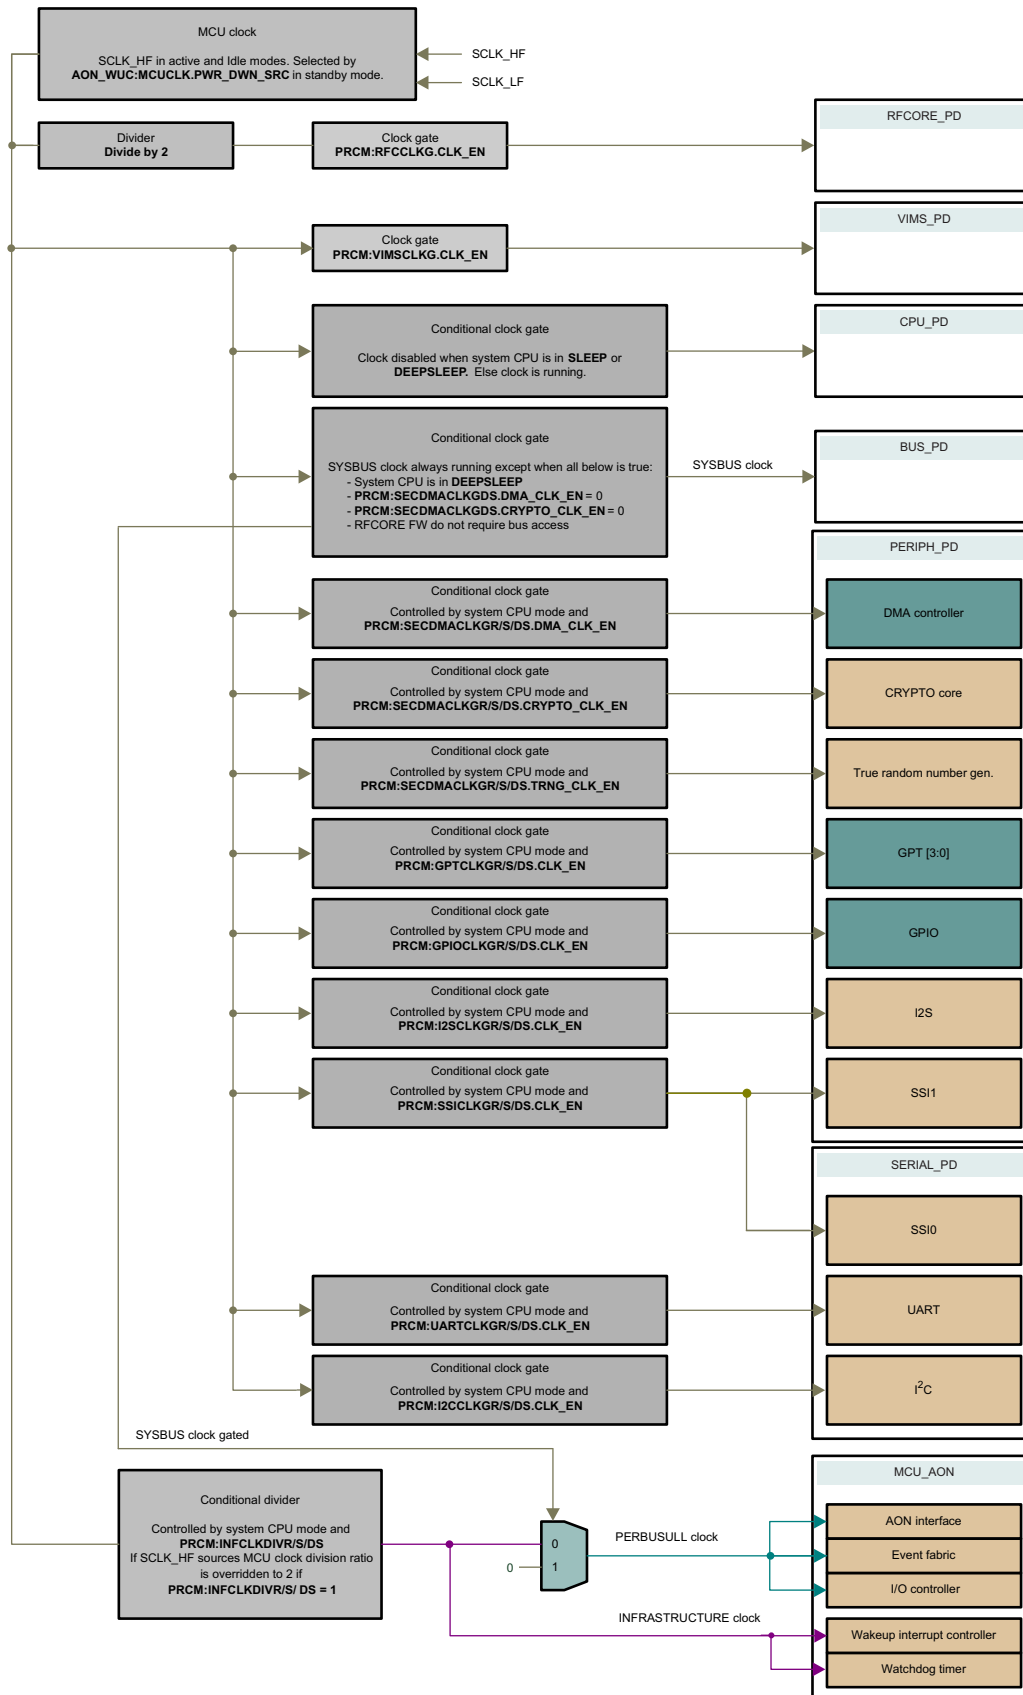 MCU clock
SCLK_HF in active and Idle modes. Selected by
AON_WUC:MCUCLK.PWR_DWN_SRC in standby mode.
SCLK_HF
SCLK_LF
RFCORE_PD
Divider
Divide by 2
Clock gate
PRCM:RFCCLKG.CLK_EN
VIMS_PD
Clock gate
PRCM:VIMSCLKG.CLK_EN
CPU_PD
Conditional clock gate
Clock disabled when system CPU is in SLEEP or
DEEPSLEEP. Else clock is running.
BUS_PD
Conditional clock gate
SYSBUS clock always running except when all below is true:
- System CPU is in DEEPSLEEP
- PRCM:SECDMACLKGDS.DMA_CLK_EN = 0
- PRCM:SECDMACLKGDS.CRYPTO_CLK_EN = 0
- RFCORE FW do not require bus access
SYSBUS clock
PERIPH_PD
Conditional clock gate
Controlled by system CPU mode and
PRCM:SECDMACLKGR/S/DS.DMA_CLK_EN
DMA controller
Conditional clock gate
Controlled by system CPU mode and
PRCM:SECDMACLKGR/S/DS.CRYPTO_CLK_EN
CRYPTO core
Conditional clock gate
Controlled by system CPU mode and
PRCM:SECDMACLKGR/S/DS.TRNG_CLK_EN
True random number gen.
Conditional clock gate
Controlled by system CPU mode and
PRCM:GPTCLKGR/S/DS.CLK_EN
GPT [3:0]
Conditional clock gate
Controlled by system CPU mode and
PRCM:GPIOCLKGR/S/DS.CLK_EN
GPIO
Conditional clock gate
Controlled by system CPU mode and
PRCM:I2SCLKGR/S/DS.CLK_EN
I2S
Conditional clock gate
Controlled by system CPU mode and
PRCM:SSICLKGR/S/DS.CLK_EN
SSI1
SERIAL_PD
SSI0
Conditional clock gate
Controlled by system CPU mode and
PRCM:UARTCLKGR/S/DS.CLK_EN
UART
Conditional clock gate
Controlled by system CPU mode and
PRCM:I2CCLKGR/S/DS.CLK_EN
I2C
SYSBUS clock gated
MCU_AON
Conditional divider
Controlled by system CPU mode and
PRCM:INFCLKDIVR/S/DS
If SCLK_HF sources MCU clock division ratio
is overridden to 2 if
PRCM:INFCLKDIVR/S/ DS = 1
0
0
1
PERBUSULL clock
AON interface
Event fabric
I/O controller
INFRASTRUCTURE clock
Wakeup interrupt controller
Watchdog timer